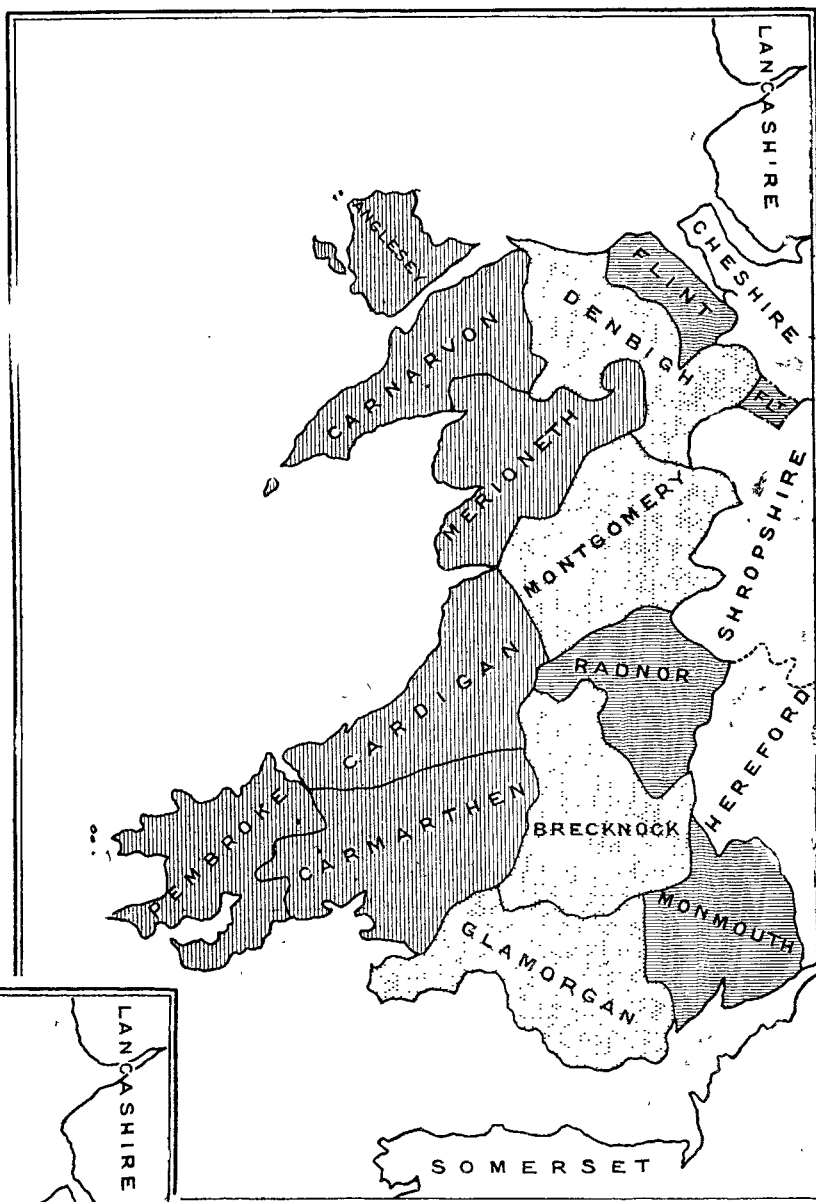 LANCASHIRE
CHESHIRE
ANGLESEY
FLINT
DENBIGH
CARNARVON
FLT
MERIONETH
SHROPSHIRE
MONTGOMERY
RADNOR
CARDIGAN
HEREFORD
PEMBROKE
CARMARTHEN
BRECKNOCK
MONMOUTH
GLAMORGAN
LANCASHIRE
SOMERSET